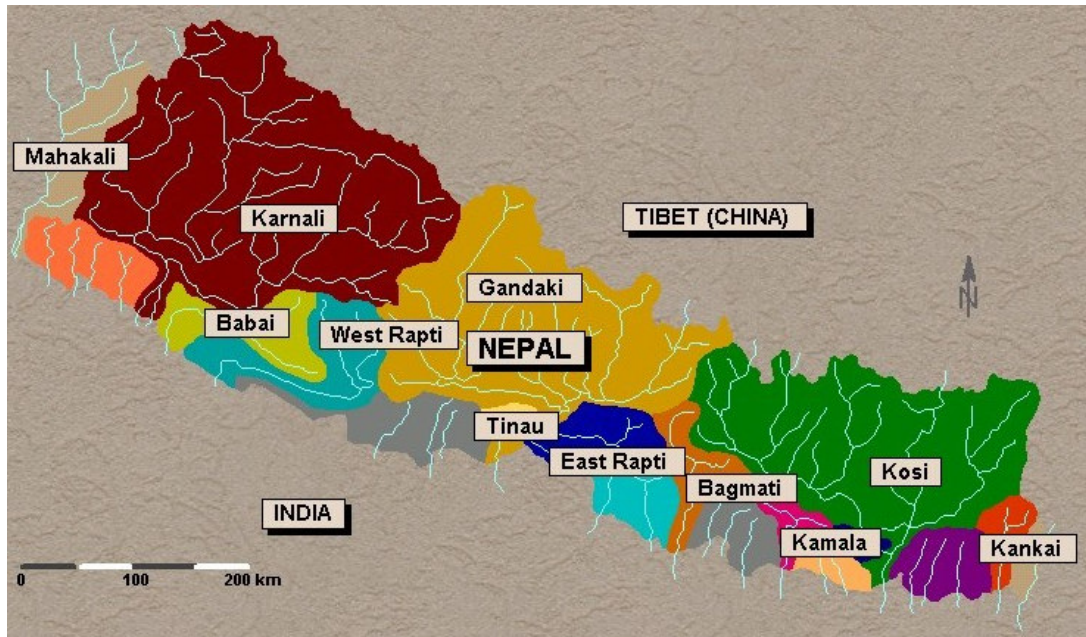 Mahakali
Karnali
TIBET (CHINA)
Gandaki
Babai
West Rapti
NEPAL
Tinau
East Rapti
Bagmati
Kosi
INDIA
Kamala
Kankai
N
0 100 200 km